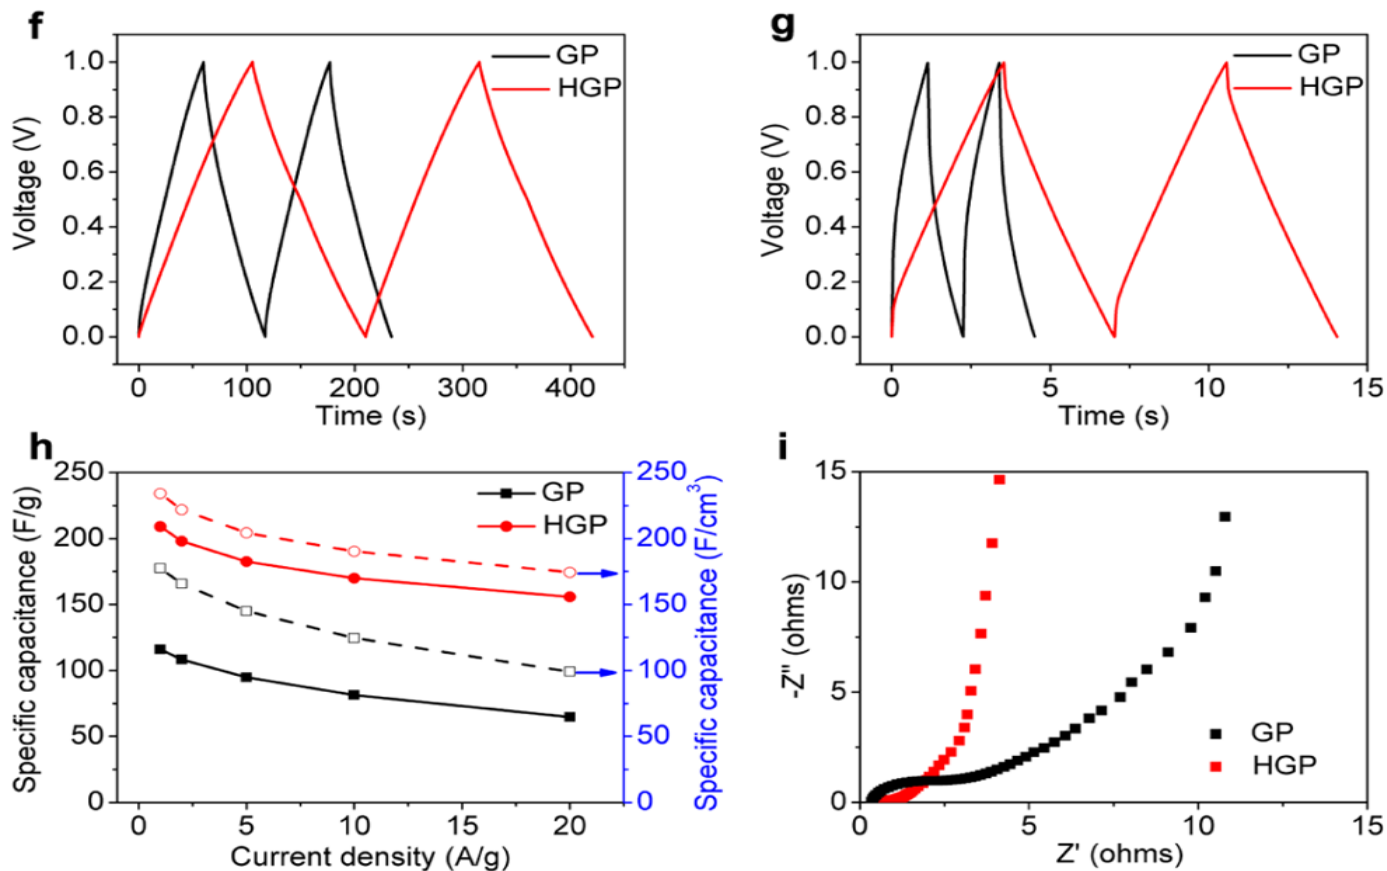 f
GP
HGP
1.0
0.8
0.6
0.4
0.2
0.0
Voltage (V)
0 100 200 300 400
Time (s)
g
GP
HGP
1.0
0.8
0.6
0.4
0.2
0.0
Voltage (V)
0 5 10 15
Time (s)
h
GP
HGP
250
200
150
100
50
0
Specific capacitance (F/g)
250
200
150
100
50
0
Specific capacitance (F/cm³)
0 5 10 15 20
Current density (A/g)
i
15
10
5
0
-Z'' (ohms)
GP
HGP
0 5 10 15
Z' (ohms)